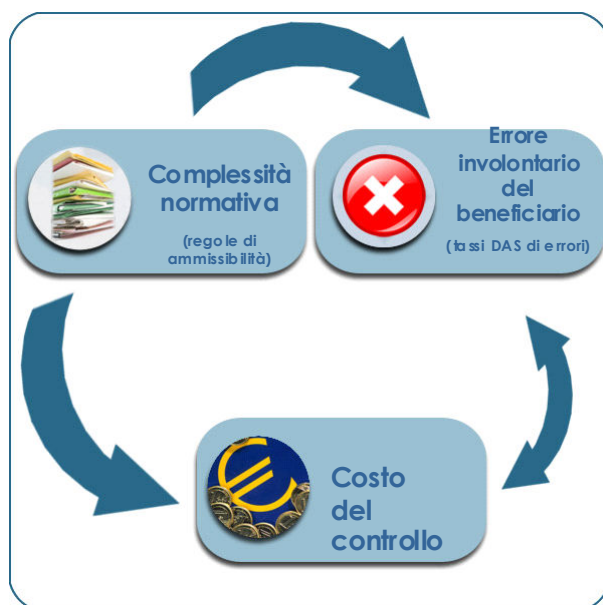 Complessità
normativa
(regole di
ammissibilità)
Errore
involontario
del
beneficiario
(tassi DAS di errori)
Costo
del
controllo